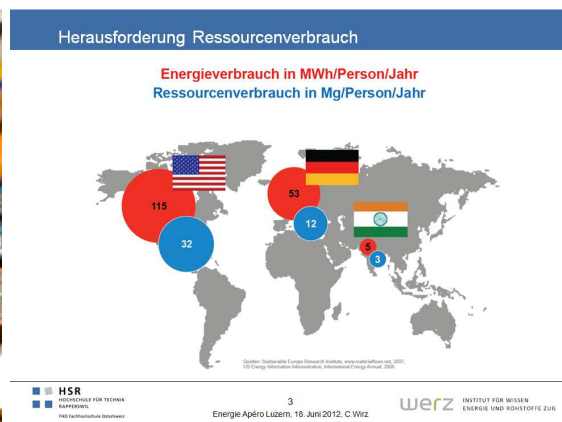 Herausforderung Ressourcenverbrauch
Energieverbrauch in MWh/Person/Jahr
Ressourcenverbrauch in Mg/Person/Jahr
115
32
53
12
5
3
Quellen: Sustainable Europe Research Institute, www.materialflows.net, 2007,
US Energy Information Administration, International Energy Annual, 2006
HSR
HOCHSCHULE FÜR TECHNIK
RAPPERSWIL
FHO Fachhochschule Ostschweiz
3
Energie Apéro Luzern, 18. Juni 2012, C.Wirz
werz
INSTITUT FÜR WISSEN
ENERGIE UND ROHSTOFFE ZUG